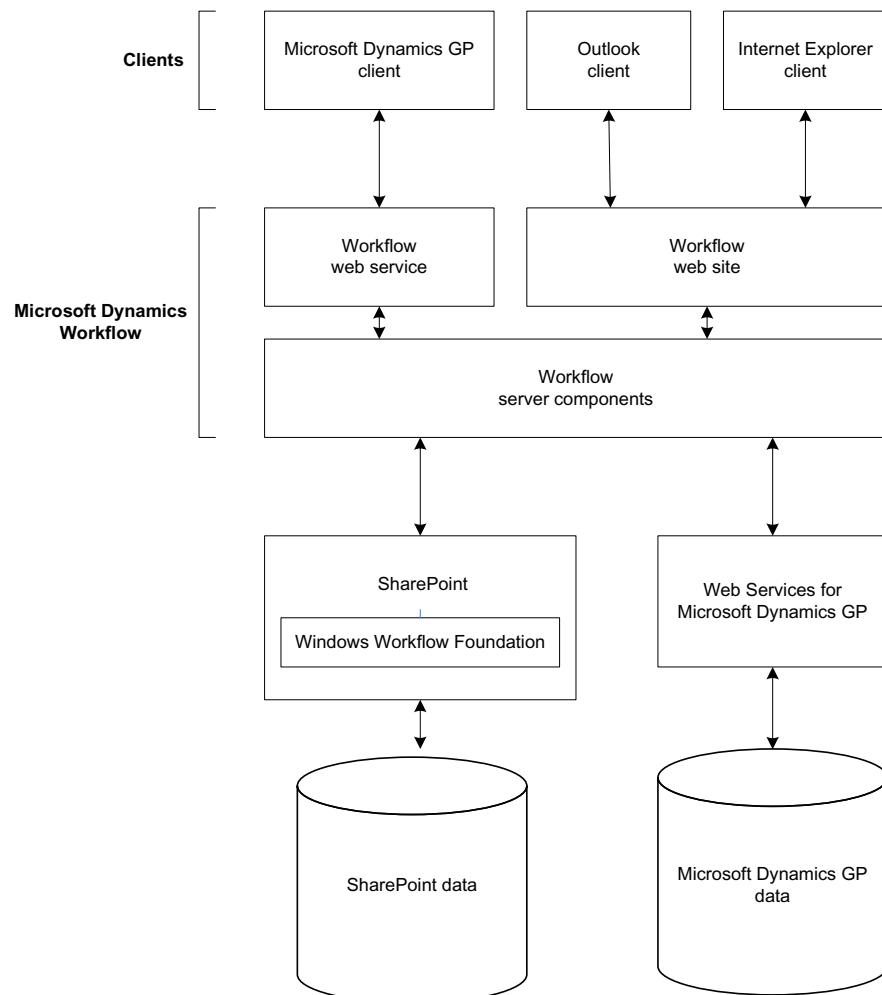 Clients
Microsoft Dynamics GP
client
Outlook
client
Internet Explorer
client
Microsoft Dynamics
Workflow
Workflow
web service
Workflow
web site
Workflow
server components
SharePoint
Windows Workflow Foundation
Web Services for
Microsoft Dynamics GP
SharePoint data
Microsoft Dynamics GP
data